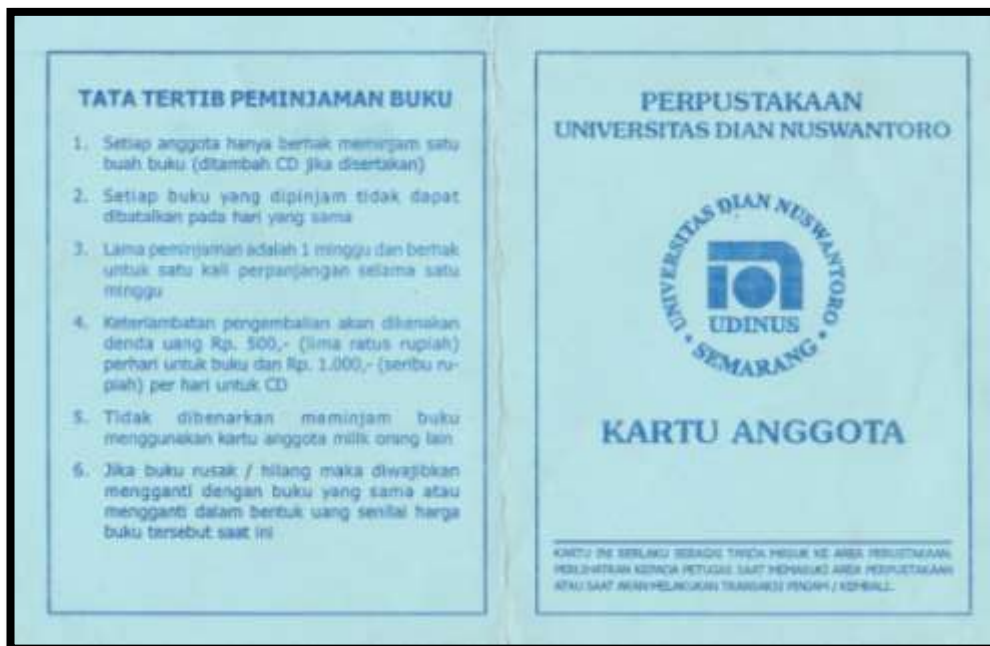 TATA TERTIB PEMINJAMAN BUKU
1. Setiap anggota hanya berhak meminjam satu
buah buku (ditambah CD jika disertakan)
2. Setiap buku yang dipinjam tidak dapat
dibatalkan pada hari yang sama
3. Lama peminjaman adalah 1 minggu dan berhak
untuk satu kali perpanjangan selama satu
minggu
4. Keterlambatan pengembalian akan dikenakan
denda uang Rp. 500,- (lima ratus rupiah)
perhari untuk buku dan Rp. 1.000,- (seribu ru-
piah) per hari untuk CD
5. Tidak dibenarkan meminjam buku
menggunakan kartu anggota milik orang lain
6. Jika buku rusak / hilang maka diwajibkan
mengganti dengan buku yang sama atau
mengganti dalam bentuk uang senilai harga
buku tersebut saat ini
PERPUSTAKAAN
UNIVERSITAS DIAN NUSWANTORO
UNIVERSITAS DIAN NUSWANTORO
UDINUS
SEMARANG
KARTU ANGGOTA
KARTU INI BERLAKU SEBAGAI TANDA MASUK KE AREA PERPUSTAKAAN.
PERLIHATKAN KEPADA PETUGAS SAAT MEMASUKI AREA PERPUSTAKAAN
ATAU SAAT AKAN MELAKUKAN TRANSAKSI PINJAM / KEMBALI.